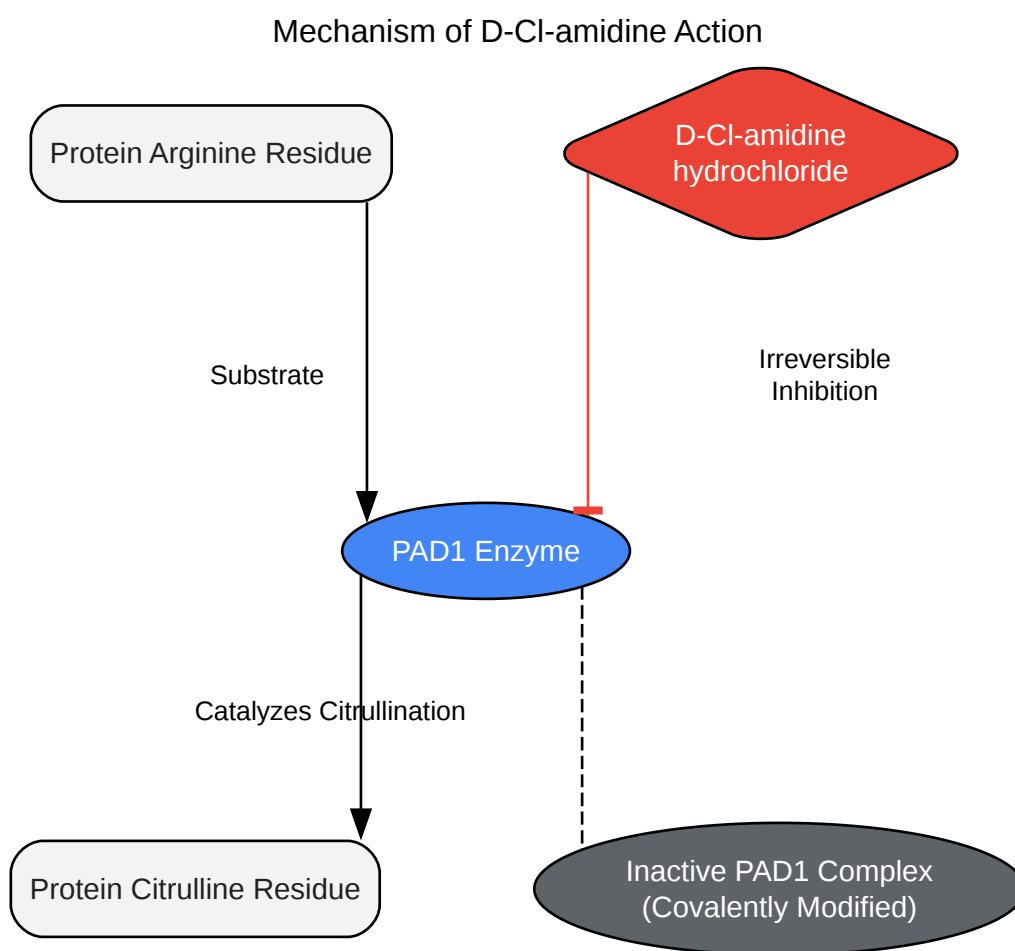 Mechanism of D-Cl-amidine Action
Protein Arginine Residue
D-Cl-amidine
hydrochloride
Substrate
Irreversible
Inhibition
PAD1 Enzyme
Catalyzes Citrullination
Protein Citrulline Residue
Inactive PAD1 Complex
(Covalently Modified)